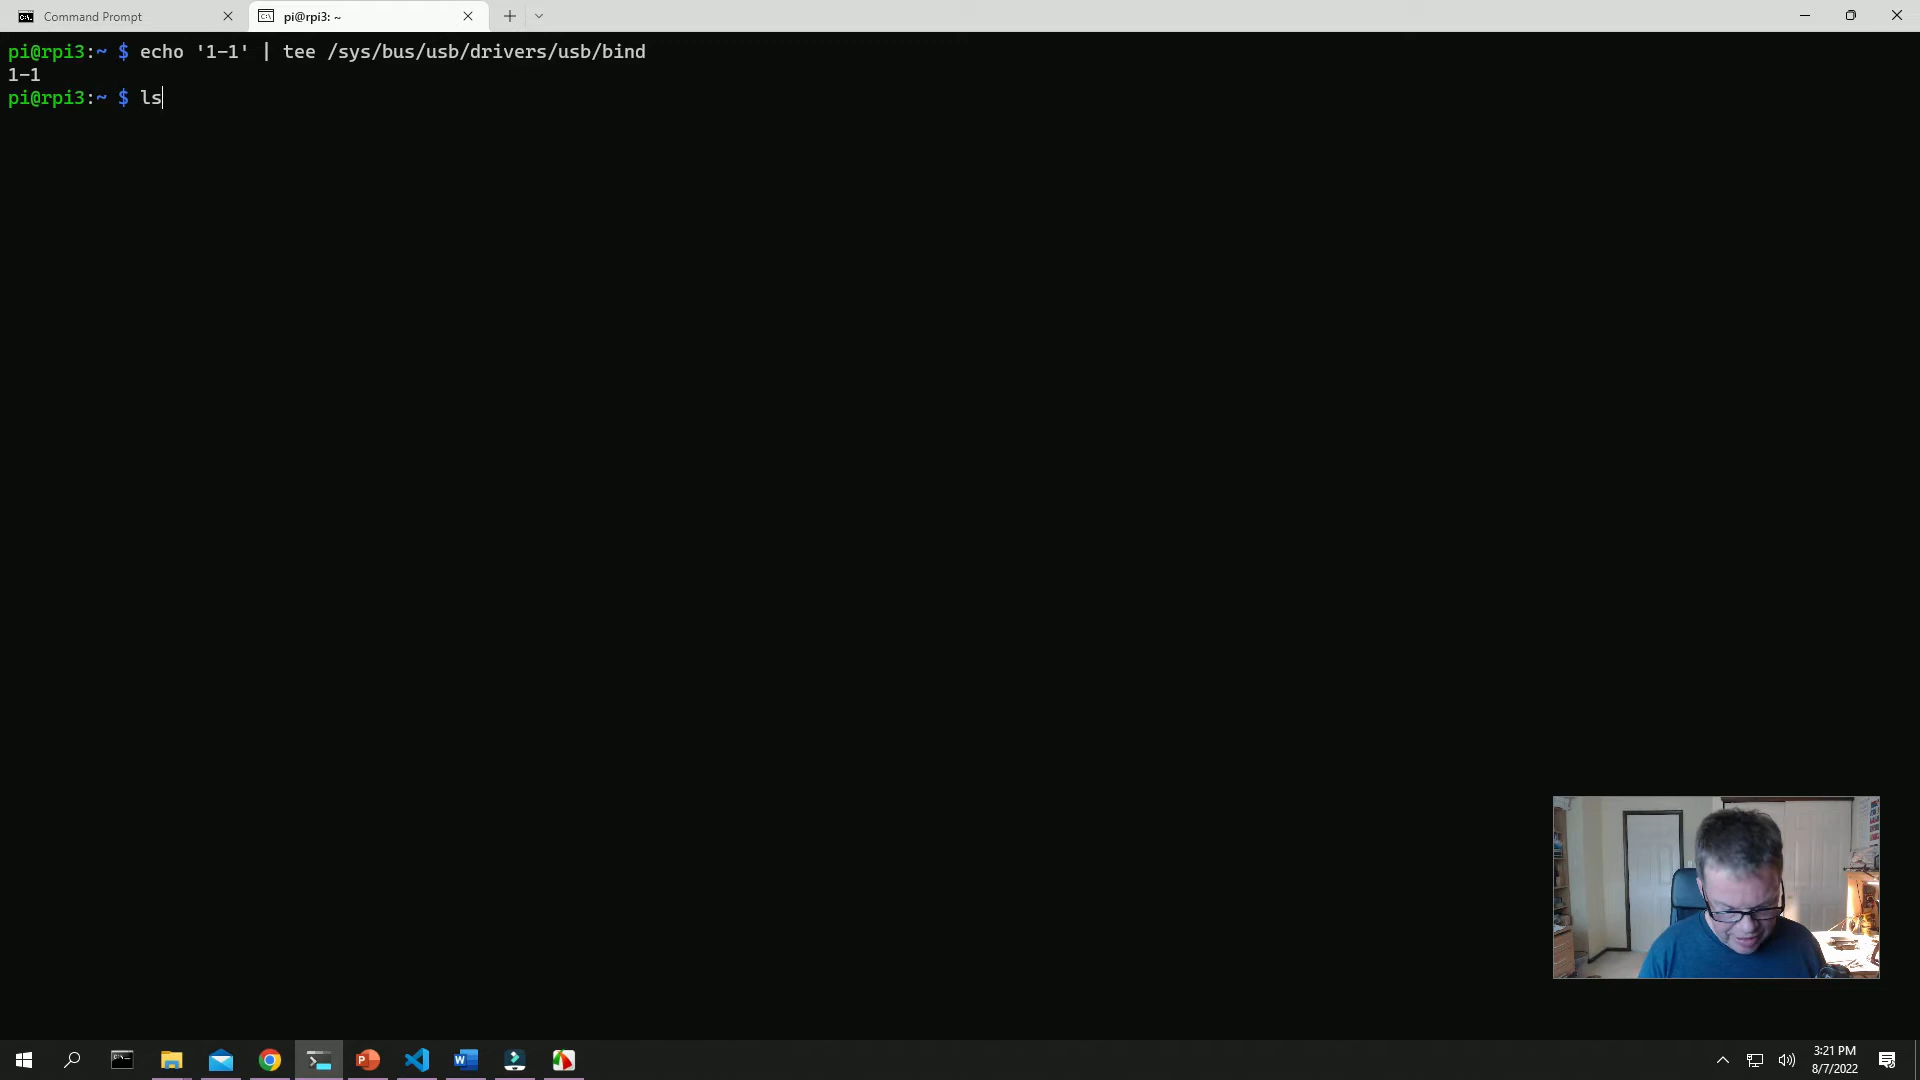 Command Prompt
pi@rpi3: ~
pi@rpi3:~ $ echo '1-1' | tee /sys/bus/usb/drivers/usb/bind
1-1
pi@rpi3:~ $ ls
3:21 PM
8/7/2022